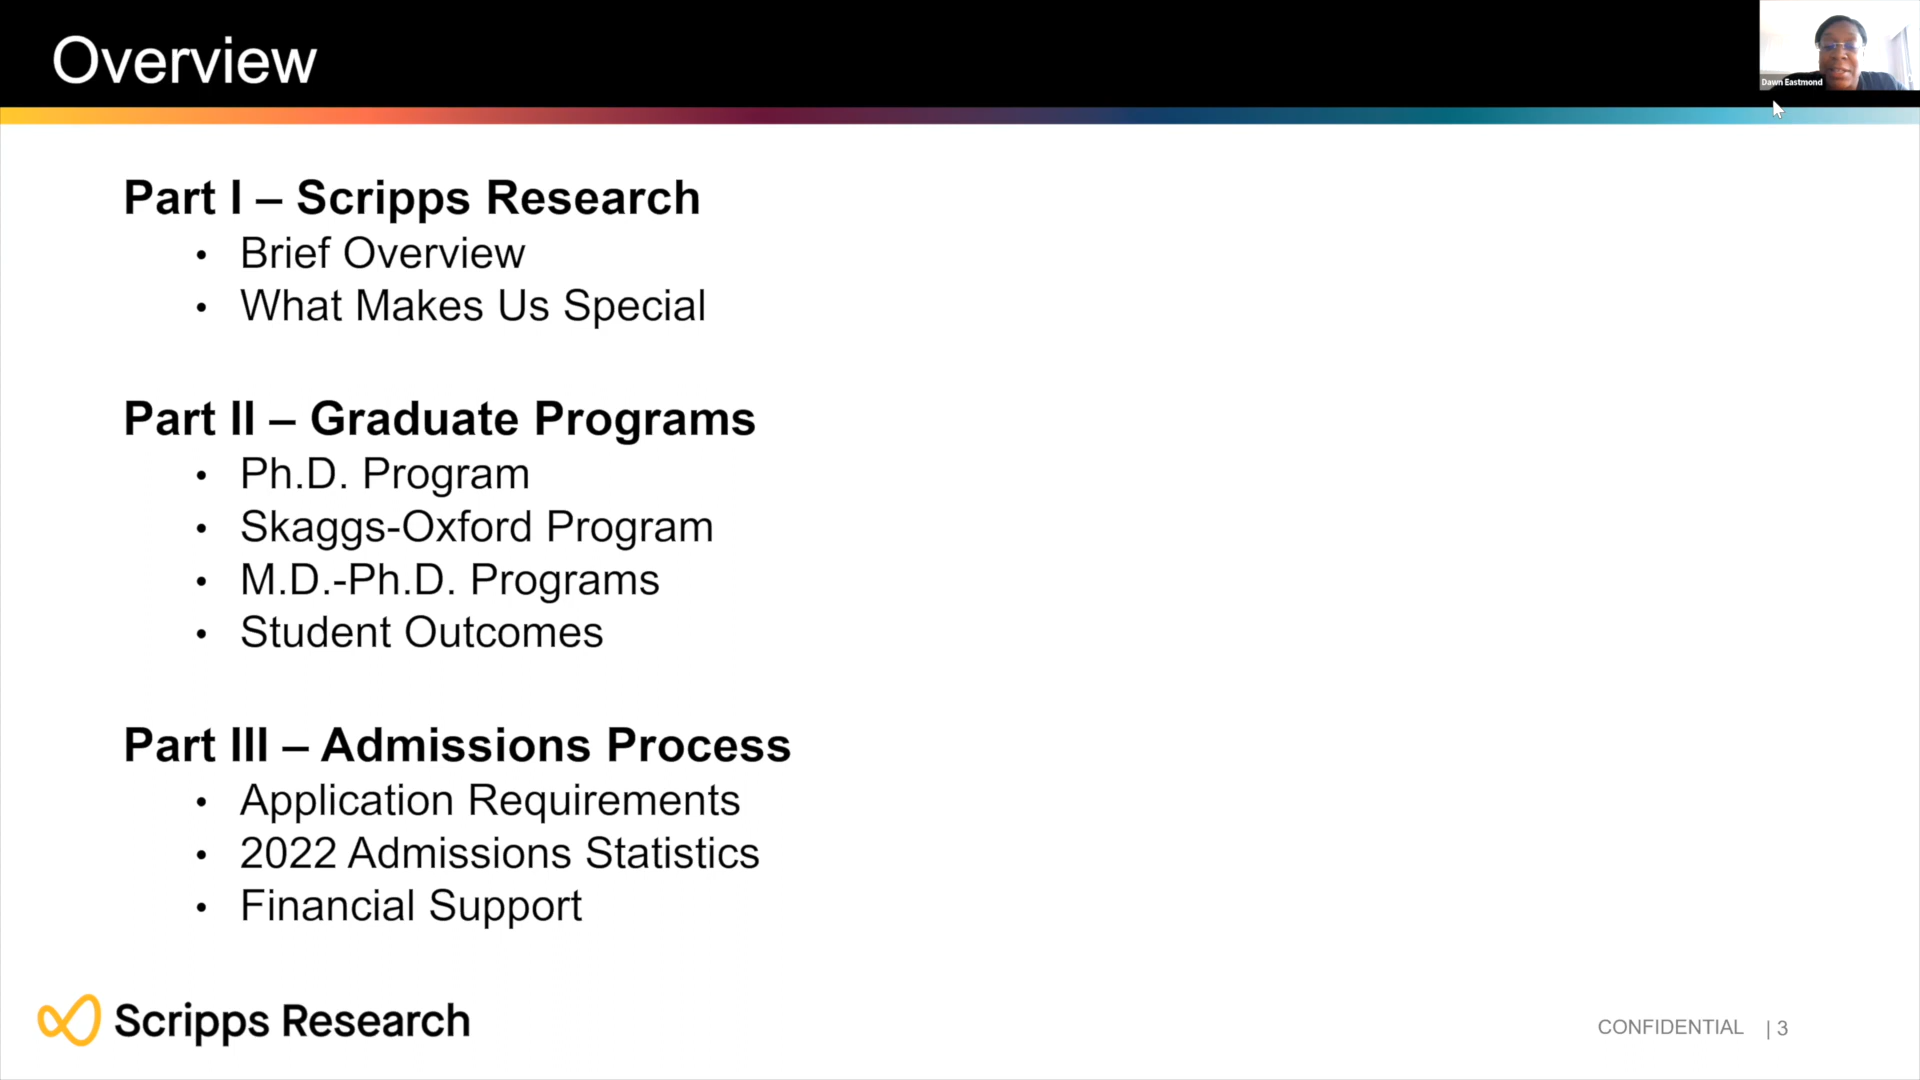 Overview
Dawn Eastmond
Part I – Scripps Research
• Brief Overview
• What Makes Us Special
Part II – Graduate Programs
• Ph.D. Program
• Skaggs-Oxford Program
• M.D.-Ph.D. Programs
• Student Outcomes
Part III – Admissions Process
• Application Requirements
• 2022 Admissions Statistics
• Financial Support
Scripps Research
CONFIDENTIAL | 3